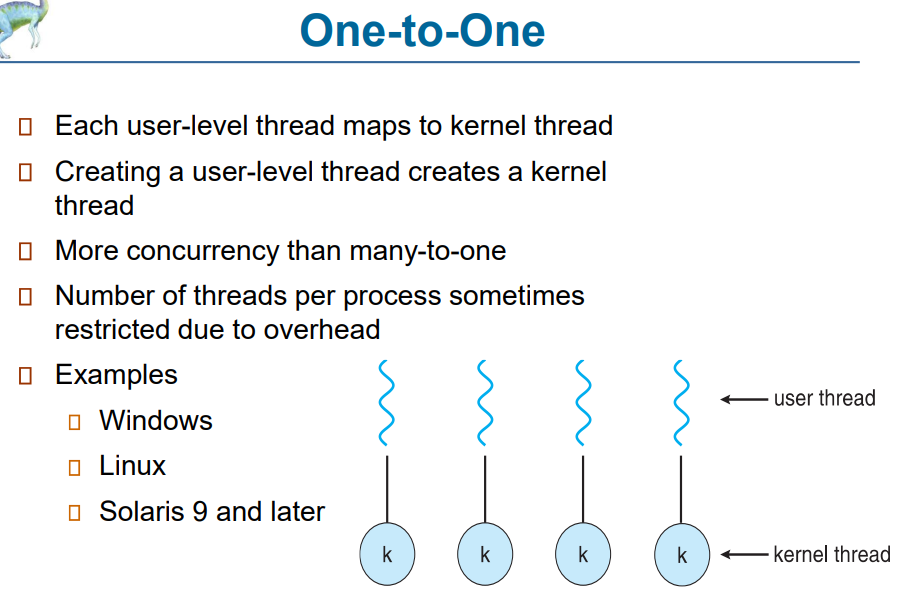 One-to-One
Each user-level thread maps to kernel thread
Creating a user-level thread creates a kernel
thread
More concurrency than many-to-one
Number of threads per process sometimes
restricted due to overhead
Examples
Windows
Linux
Solaris 9 and later
user thread
k k k k
kernel thread